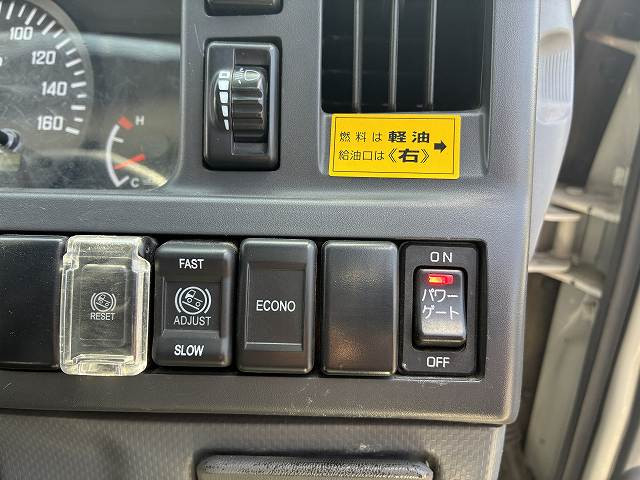 100
120
140
160
H
C
燃料は 軽油
給油口は《右》➡
RESET
FAST
ADJUST
SLOW
ECONO
ON
パワー
ゲート
OFF